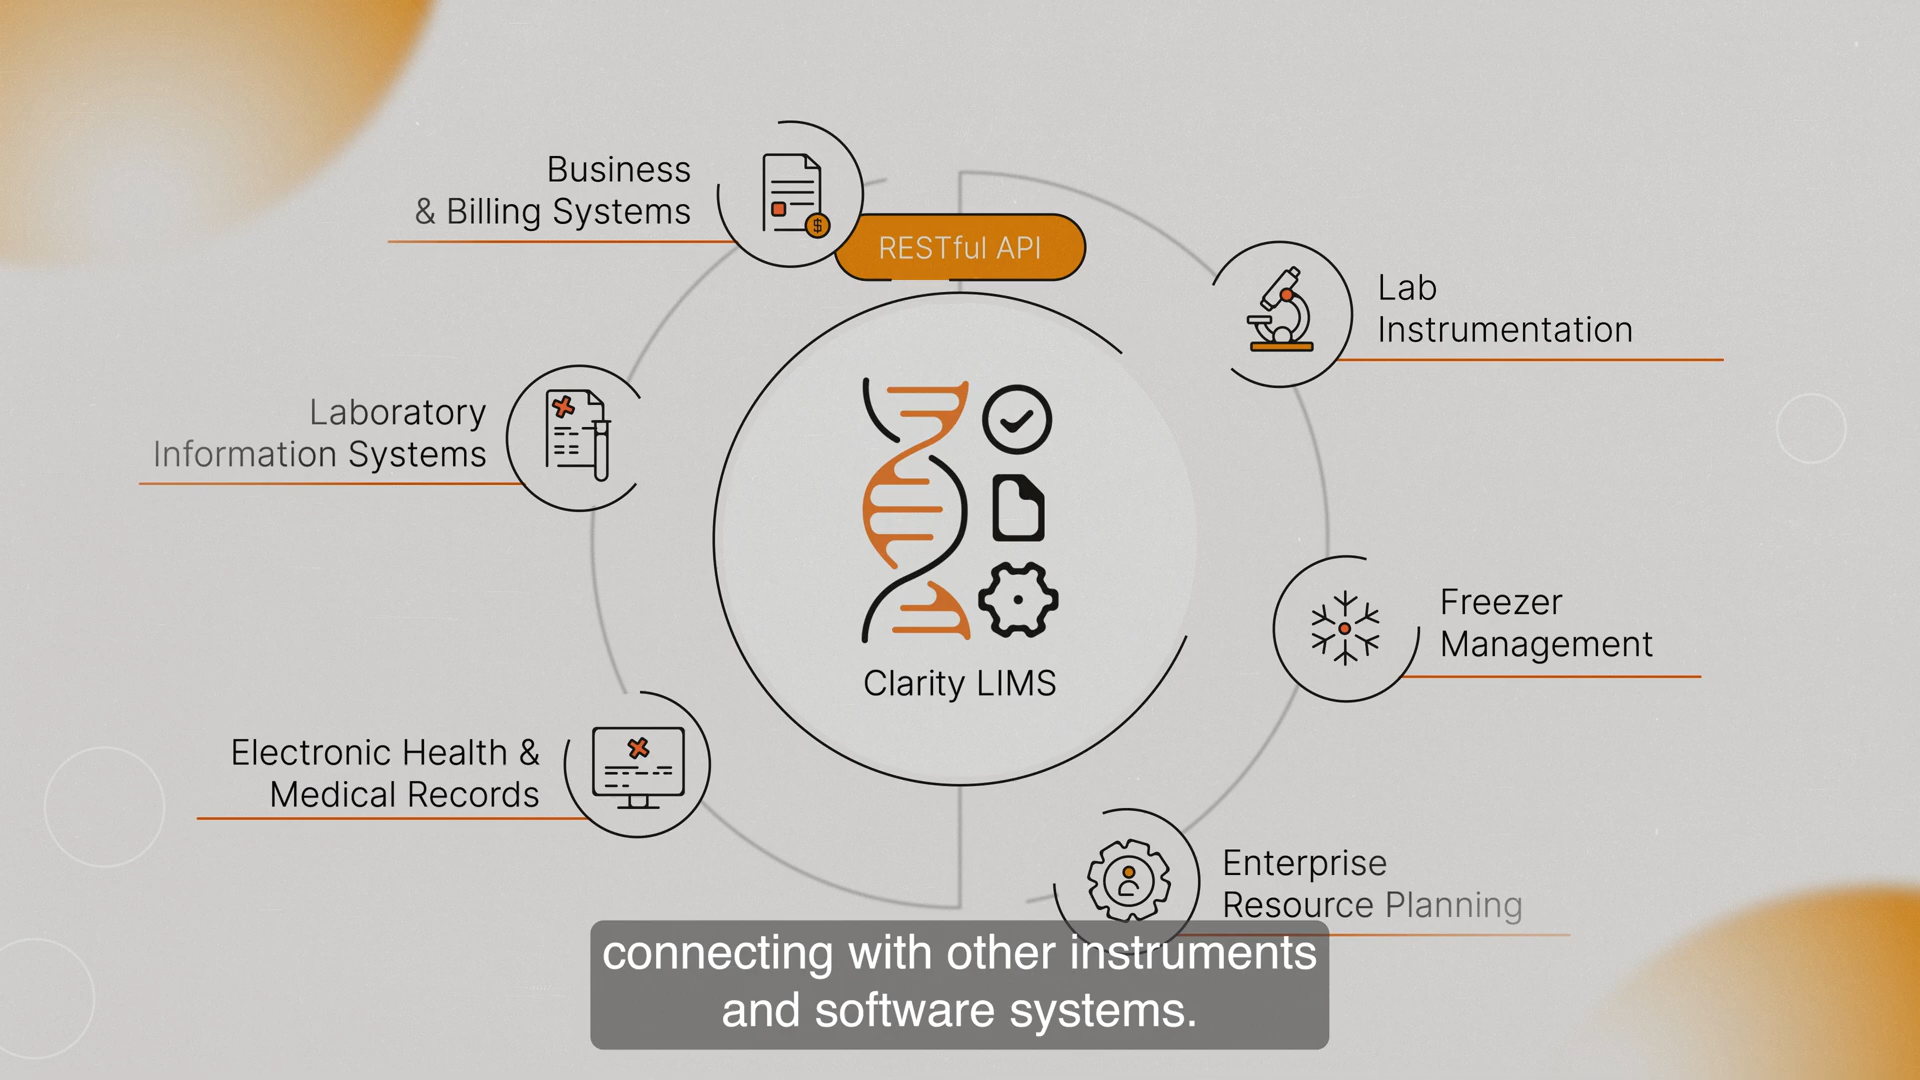 Business
& Billing Systems
RESTful API
Lab
Instrumentation
Laboratory
Information Systems
Freezer
Management
Clarity LIMS
Electronic Health &
Medical Records
Enterprise
Resource Planning
connecting with other instruments
and software systems.